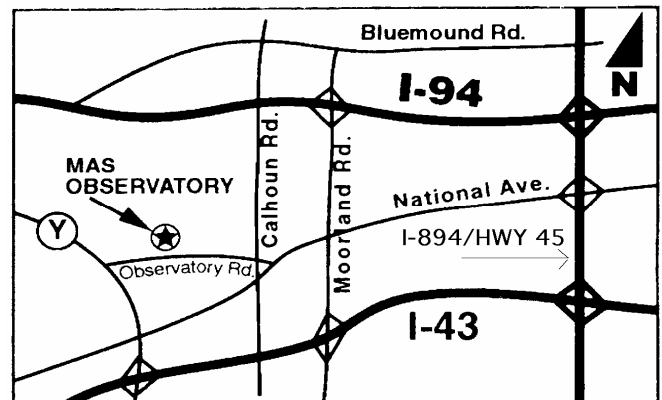 Bluemound Rd.
N
I-94
MAS
OBSERVATORY
Calhoun Rd.
Moorland Rd.
National Ave.
Y
I-894/HWY 45
Observatory Rd.
I-43